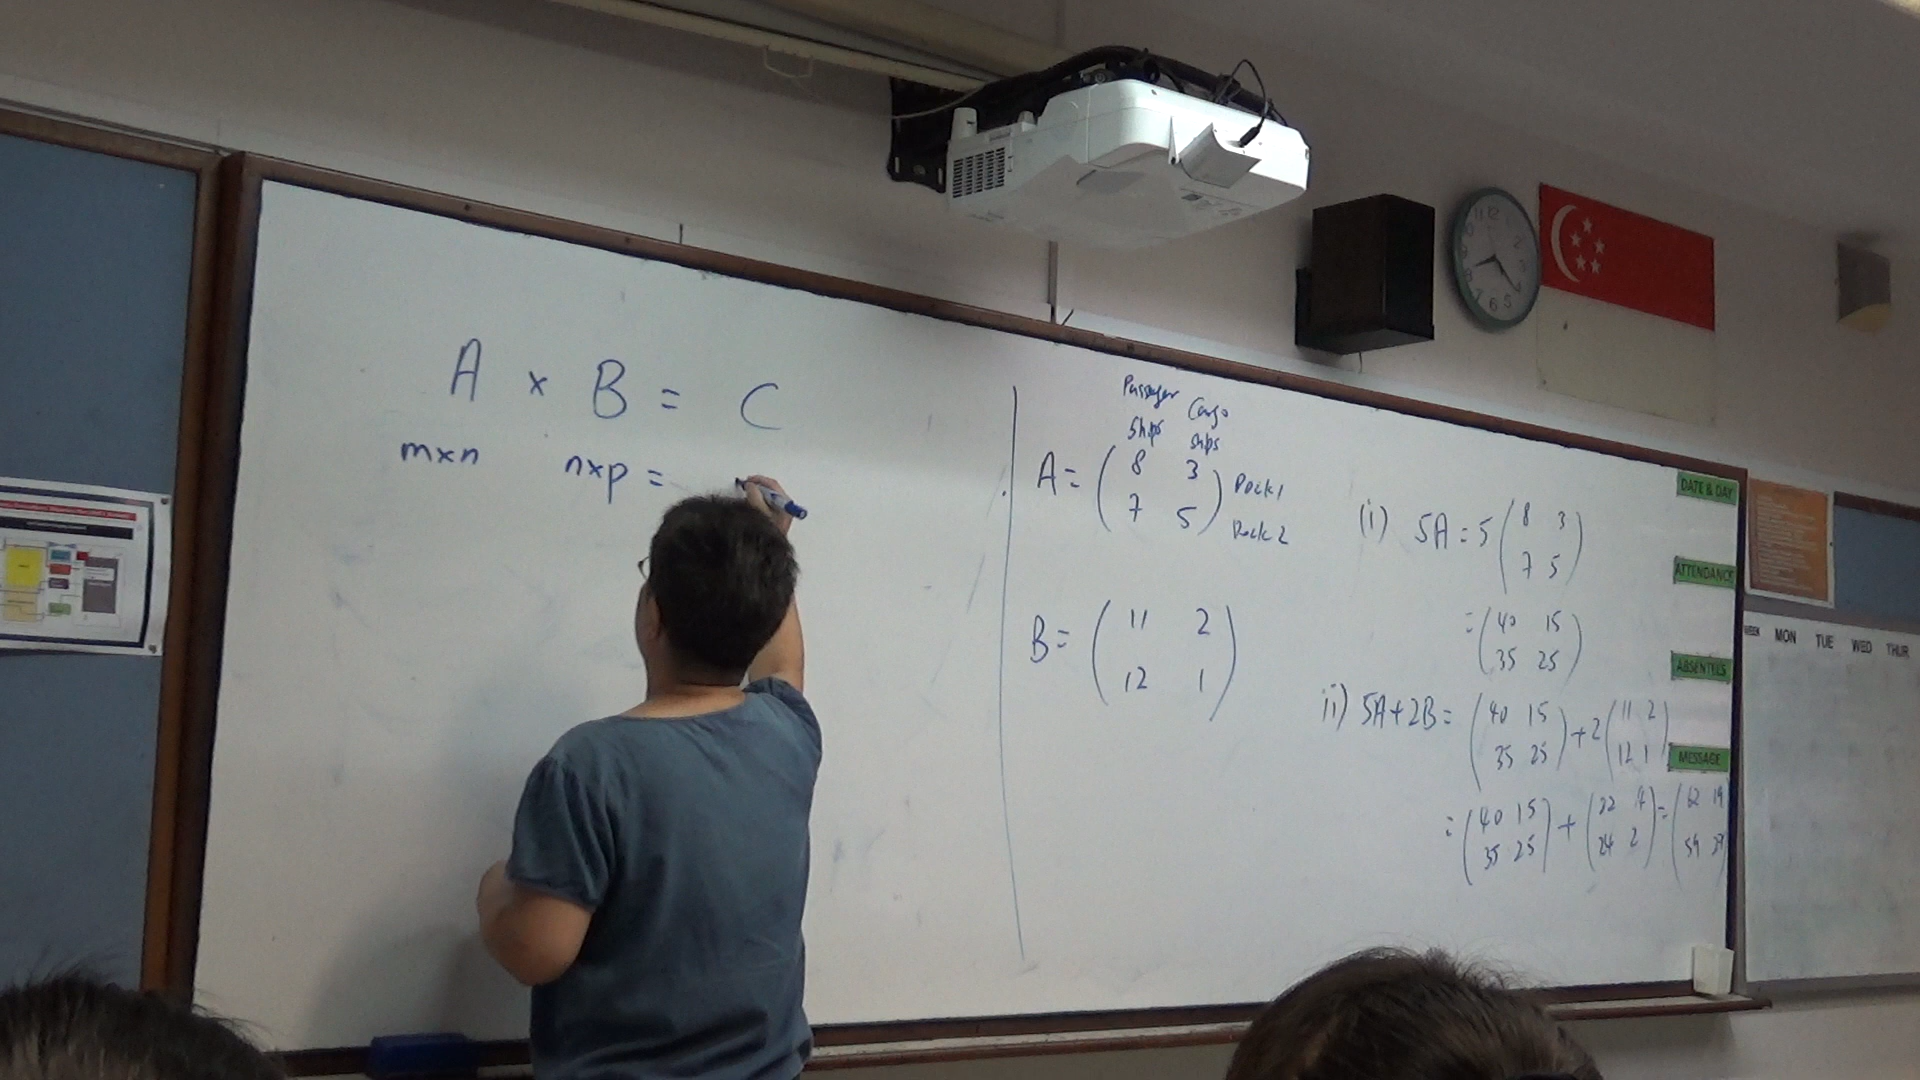 A × B = C
m×n n×p =
Passenger Cargo
ships ships
A = ( 8 3 ) Dock 1
( 7 5 ) Dock 2
B = ( 11 2 )
( 12 1 )
(i) 5A = 5 ( 8 3 )
( 7 5 )
= ( 40 15 )
( 35 25 )
ii) 5A + 2B = ( 40 15 ) + 2 ( 11 2 )
( 35 25 ) ( 12 1 )
= ( 40 15 ) + ( 22 4 ) = ( 62 19
( 35 25 ) ( 24 2 ) ( 59 27
DATE & DAY
ATTENDANCE
ABSENTEES
MESSAGE
WEEK MON TUE WED THUR